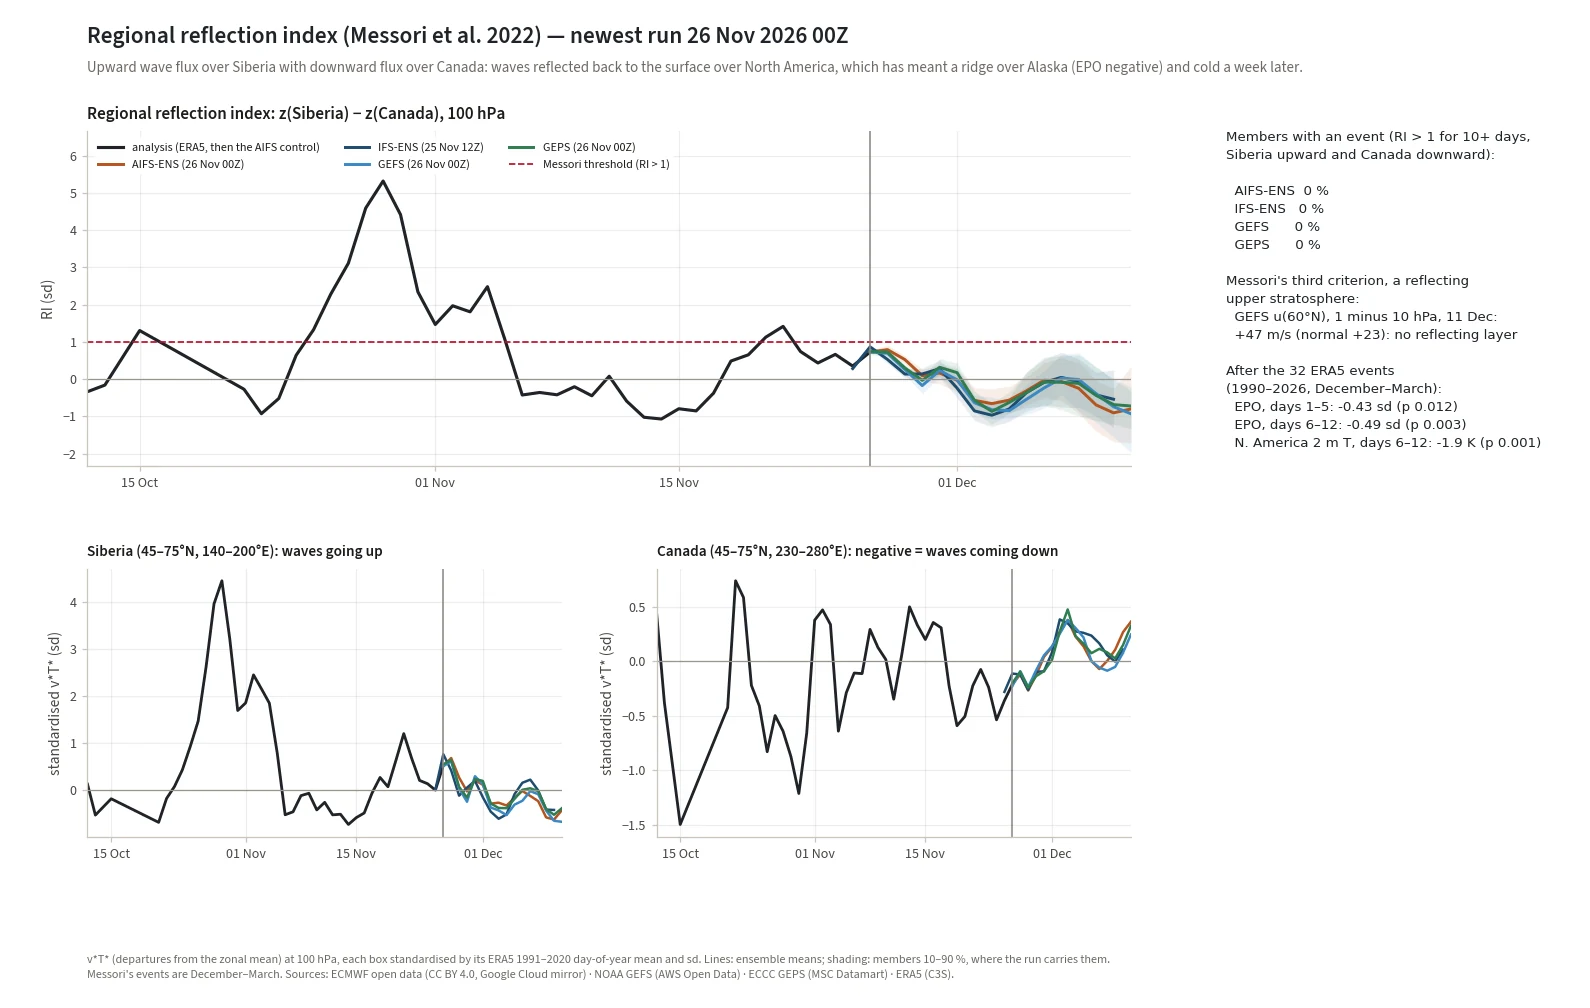 Regional reflection index (Messori et al. 2022) — newest run 26 Nov 2026 00Z
Upward wave flux over Siberia with downward flux over Canada: waves reflected back to the surface over North America, which has meant a ridge over Alaska (EPO negative) and cold a week later.
Regional reflection index: z(Siberia) − z(Canada), 100 hPa
analysis (ERA5, then the AIFS control)
AIFS-ENS (26 Nov 00Z)
IFS-ENS (25 Nov 12Z)
GEFS (26 Nov 00Z)
GEPS (26 Nov 00Z)
Messori threshold (RI > 1)
RI (sd)
6
5
4
3
2
1
0
−1
−2
15 Oct
01 Nov
15 Nov
01 Dec
Members with an event (RI > 1 for 10+ days,
Siberia upward and Canada downward):
AIFS-ENS 0 %
IFS-ENS 0 %
GEFS 0 %
GEPS 0 %
Messori's third criterion, a reflecting
upper stratosphere:
GEFS u(60°N), 1 minus 10 hPa, 11 Dec:
+47 m/s (normal +23): no reflecting layer
After the 32 ERA5 events
(1990–2026, December–March):
EPO, days 1–5: -0.43 sd (p 0.012)
EPO, days 6–12: -0.49 sd (p 0.003)
N. America 2 m T, days 6–12: -1.9 K (p 0.001)
Siberia (45–75°N, 140–200°E): waves going up
standardised v*T* (sd)
4
3
2
1
0
15 Oct
01 Nov
15 Nov
01 Dec
Canada (45–75°N, 230–280°E): negative = waves coming down
standardised v*T* (sd)
0.5
0.0
−0.5
−1.0
−1.5
15 Oct
01 Nov
15 Nov
01 Dec
v*T* (departures from the zonal mean) at 100 hPa, each box standardised by its ERA5 1991–2020 day-of-year mean and sd. Lines: ensemble means; shading: members 10–90 %, where the run carries them.
Messori's events are December–March. Sources: ECMWF open data (CC BY 4.0, Google Cloud mirror) · NOAA GEFS (AWS Open Data) · ECCC GEPS (MSC Datamart) · ERA5 (C3S).